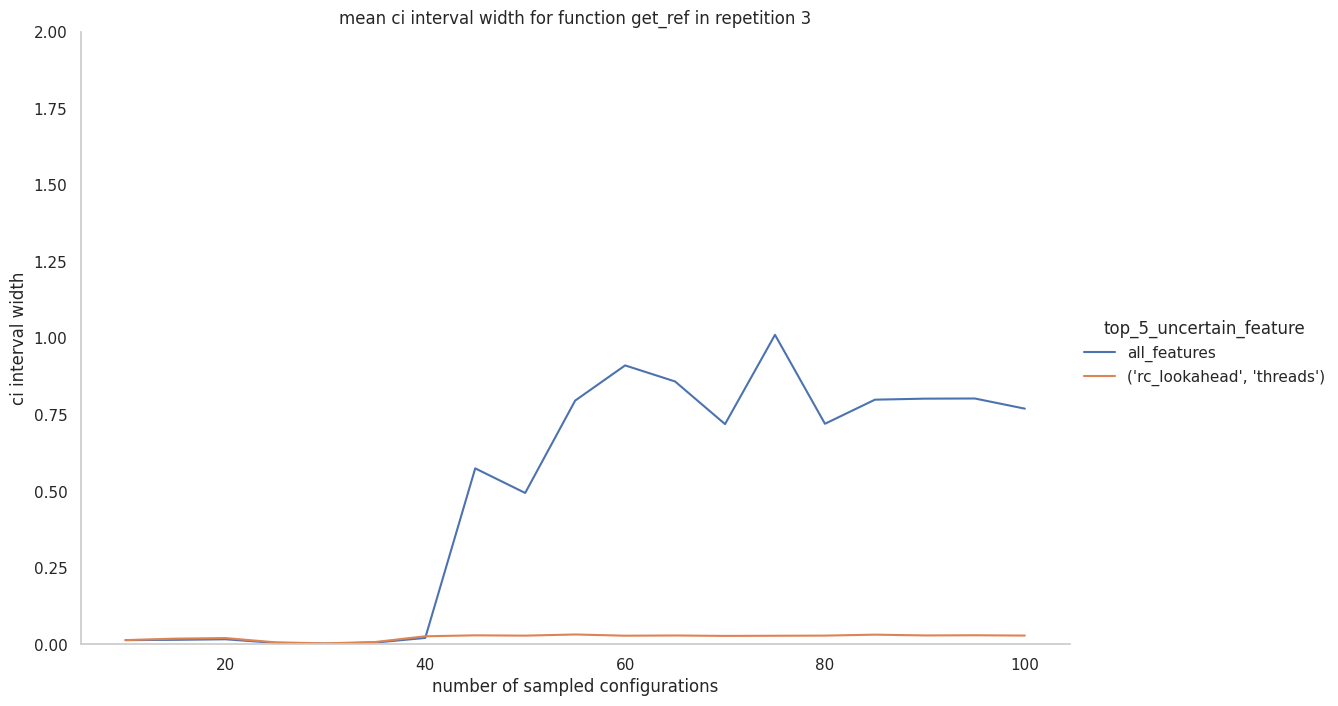 mean ci interval width for function get_ref in repetition 3
2.00
1.75
1.50
1.25
1.00
0.75
0.50
0.25
0.00
ci interval width
20
40
60
80
100
number of sampled configurations
top_5_uncertain_feature
all_features
('rc_lookahead', 'threads')